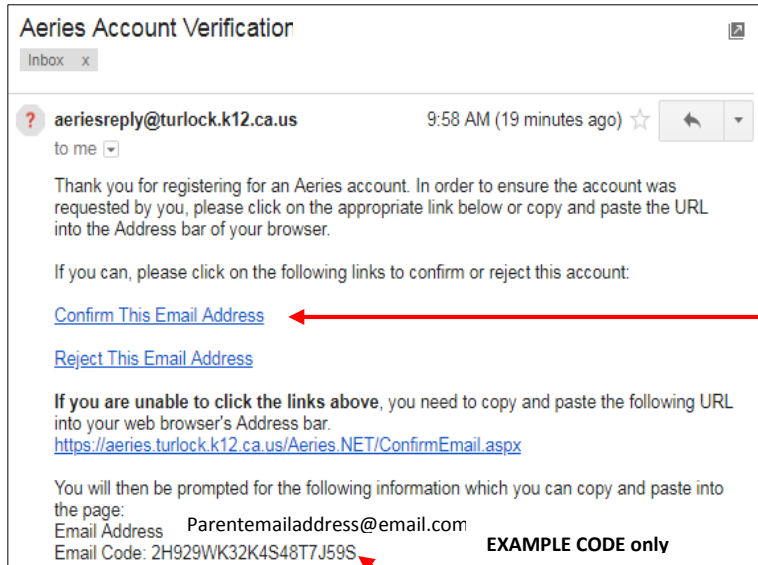 Aeries Account Verification
Inbox x
aeriesreply@turlock.k12.ca.us 9:58 AM (19 minutes ago)
to me
Thank you for registering for an Aeries account. In order to ensure the account was
requested by you, please click on the appropriate link below or copy and paste the URL
into the Address bar of your browser.
If you can, please click on the following links to confirm or reject this account:
Confirm This Email Address
Reject This Email Address
If you are unable to click the links above, you need to copy and paste the following URL
into your web browser's Address bar.
https://aeries.turlock.k12.ca.us/Aeries.NET/ConfirmEmail.aspx
You will then be prompted for the following information which you can copy and paste into
the page:
Email Address Parentemailaddress@email.com
Email Code: 2H929WK32K4S48T7J59S EXAMPLE CODE only